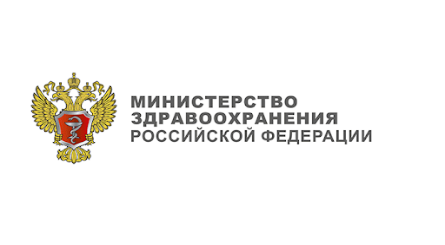 МИНИСТЕРСТВО
ЗДРАВООХРАНЕНИЯ
РОССИЙСКОЙ ФЕДЕРАЦИИ